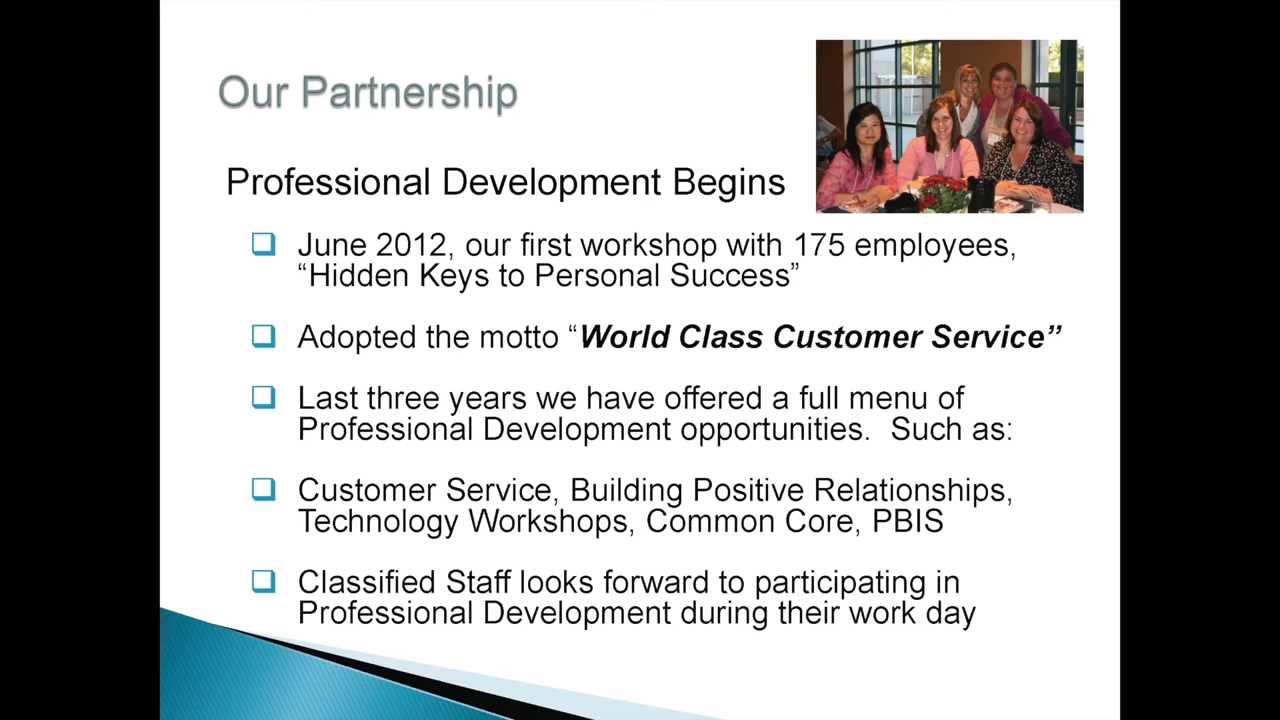 Our Partnership
Professional Development Begins
June 2012, our first workshop with 175 employees,
“Hidden Keys to Personal Success”
Adopted the motto “World Class Customer Service”
Last three years we have offered a full menu of
Professional Development opportunities.  Such as:
Customer Service, Building Positive Relationships,
Technology Workshops, Common Core, PBIS
Classified Staff looks forward to participating in
Professional Development during their work day